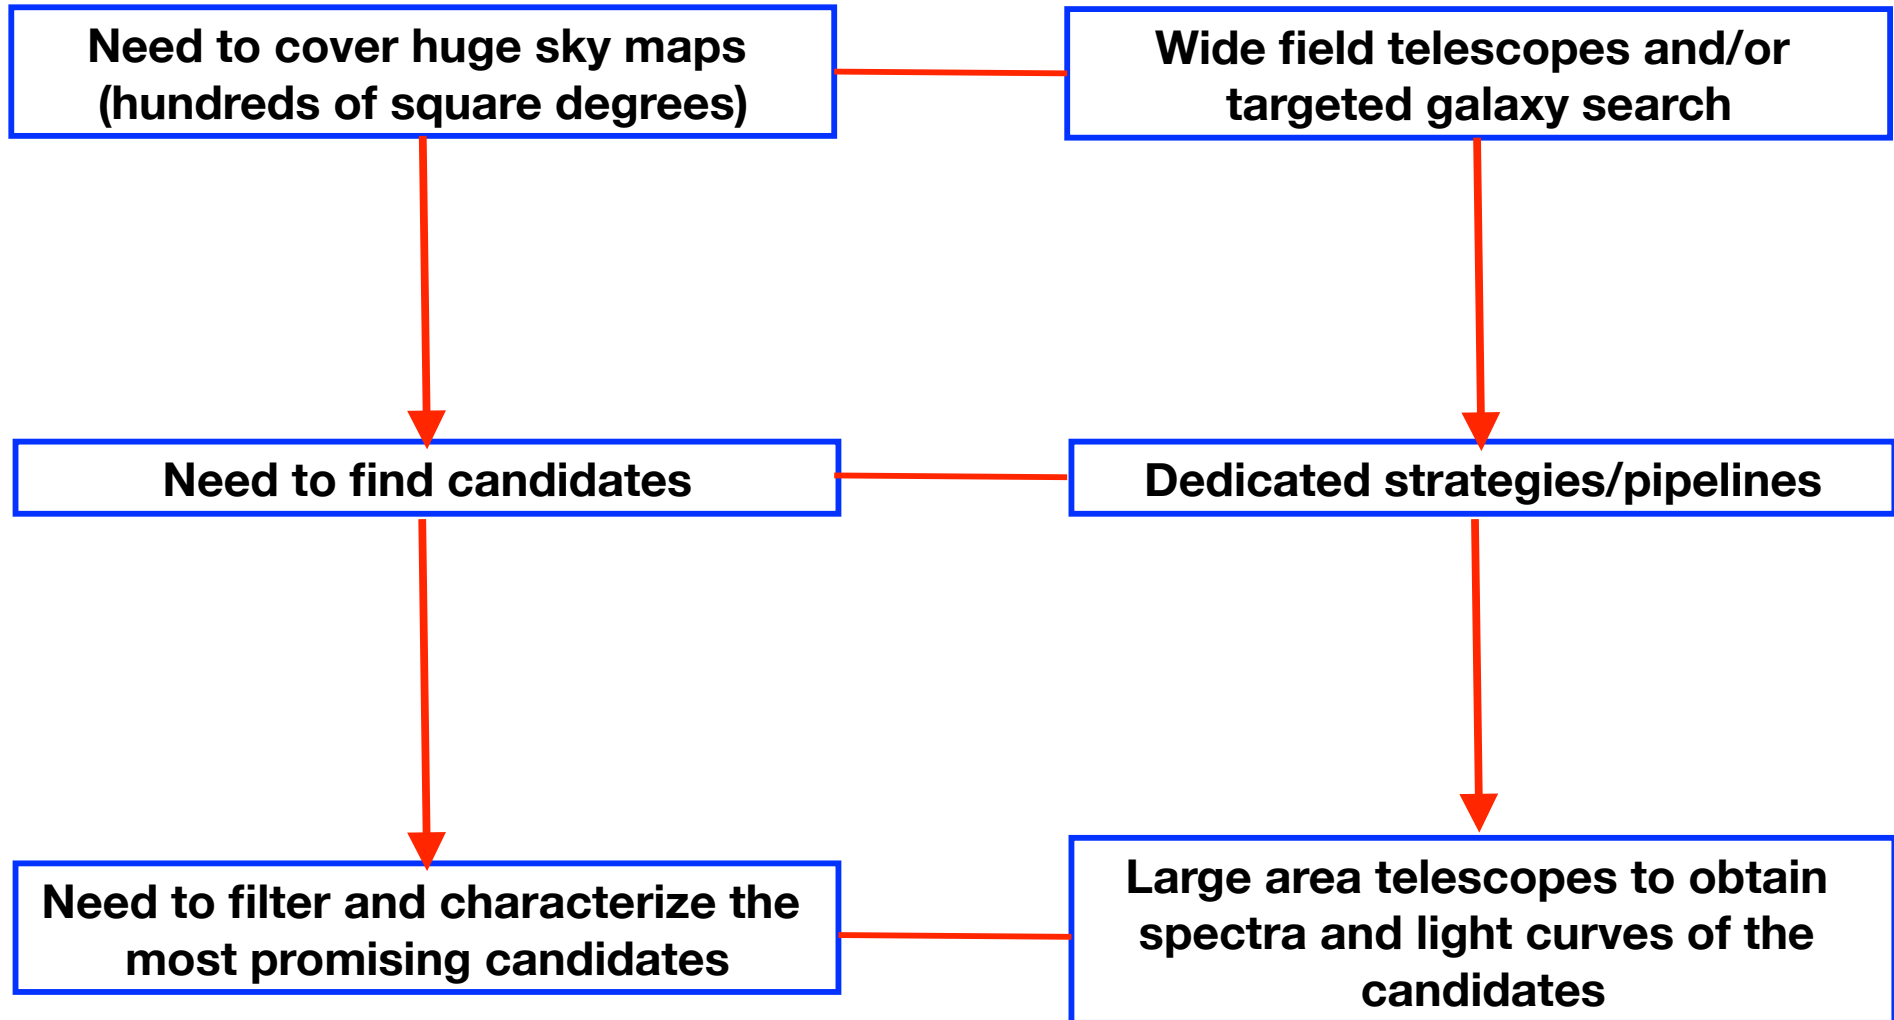 Need to cover huge sky maps
(hundreds of square degrees)
Wide field telescopes and/or
targeted galaxy search
Need to find candidates
Dedicated strategies/pipelines
Need to filter and characterize the
most promising candidates
Large area telescopes to obtain
spectra and light curves of the
candidates